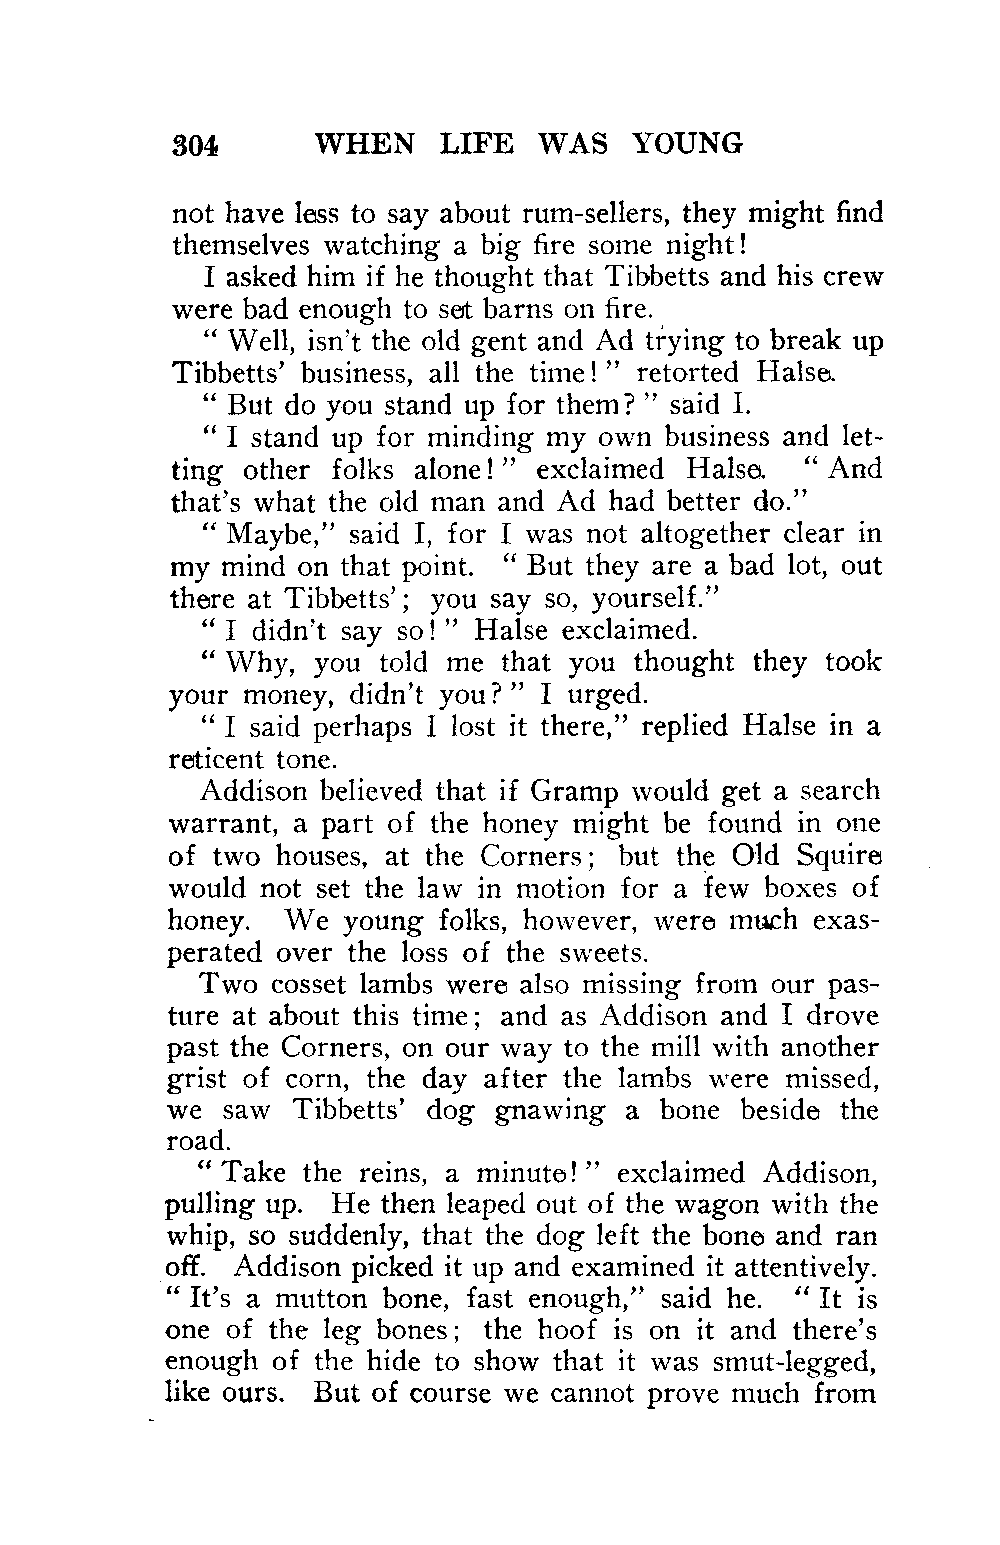 304 WHEN LIFE WAS YOUNG
not have less to say about rum-sellers, they might find
themselves watching a big fire some night!
I asked him if he thought that Tibbetts and his crew
were bad enough to set barns on fire.
“ Well, isn't the old gent and Ad trying to break up
Tibbetts' business, all the time! ” retorted Halse.
“ But do you stand up for them? ” said I.
“ I stand up for minding my own business and let-
ting other folks alone! ” exclaimed Halse. “ And
that's what the old man and Ad had better do.”
“ Maybe,” said I, for I was not altogether clear in
my mind on that point. “ But they are a bad lot, out
there at Tibbetts'; you say so, yourself.”
“ I didn't say so! ” Halse exclaimed.
“ Why, you told me that you thought they took
your money, didn't you? ” I urged.
“ I said perhaps I lost it there,” replied Halse in a
reticent tone.
Addison believed that if Gramp would get a search
warrant, a part of the honey might be found in one
of two houses, at the Corners; but the Old Squire
would not set the law in motion for a few boxes of
honey. We young folks, however, were much exas-
perated over the loss of the sweets.
Two cosset lambs were also missing from our pas-
ture at about this time; and as Addison and I drove
past the Corners, on our way to the mill with another
grist of corn, the day after the lambs were missed,
we saw Tibbetts' dog gnawing a bone beside the
road.
“ Take the reins, a minute! ” exclaimed Addison,
pulling up. He then leaped out of the wagon with the
whip, so suddenly, that the dog left the bone and ran
off. Addison picked it up and examined it attentively.
“ It's a mutton bone, fast enough,” said he. “ It is
one of the leg bones; the hoof is on it and there's
enough of the hide to show that it was smut-legged,
like ours. But of course we cannot prove much from